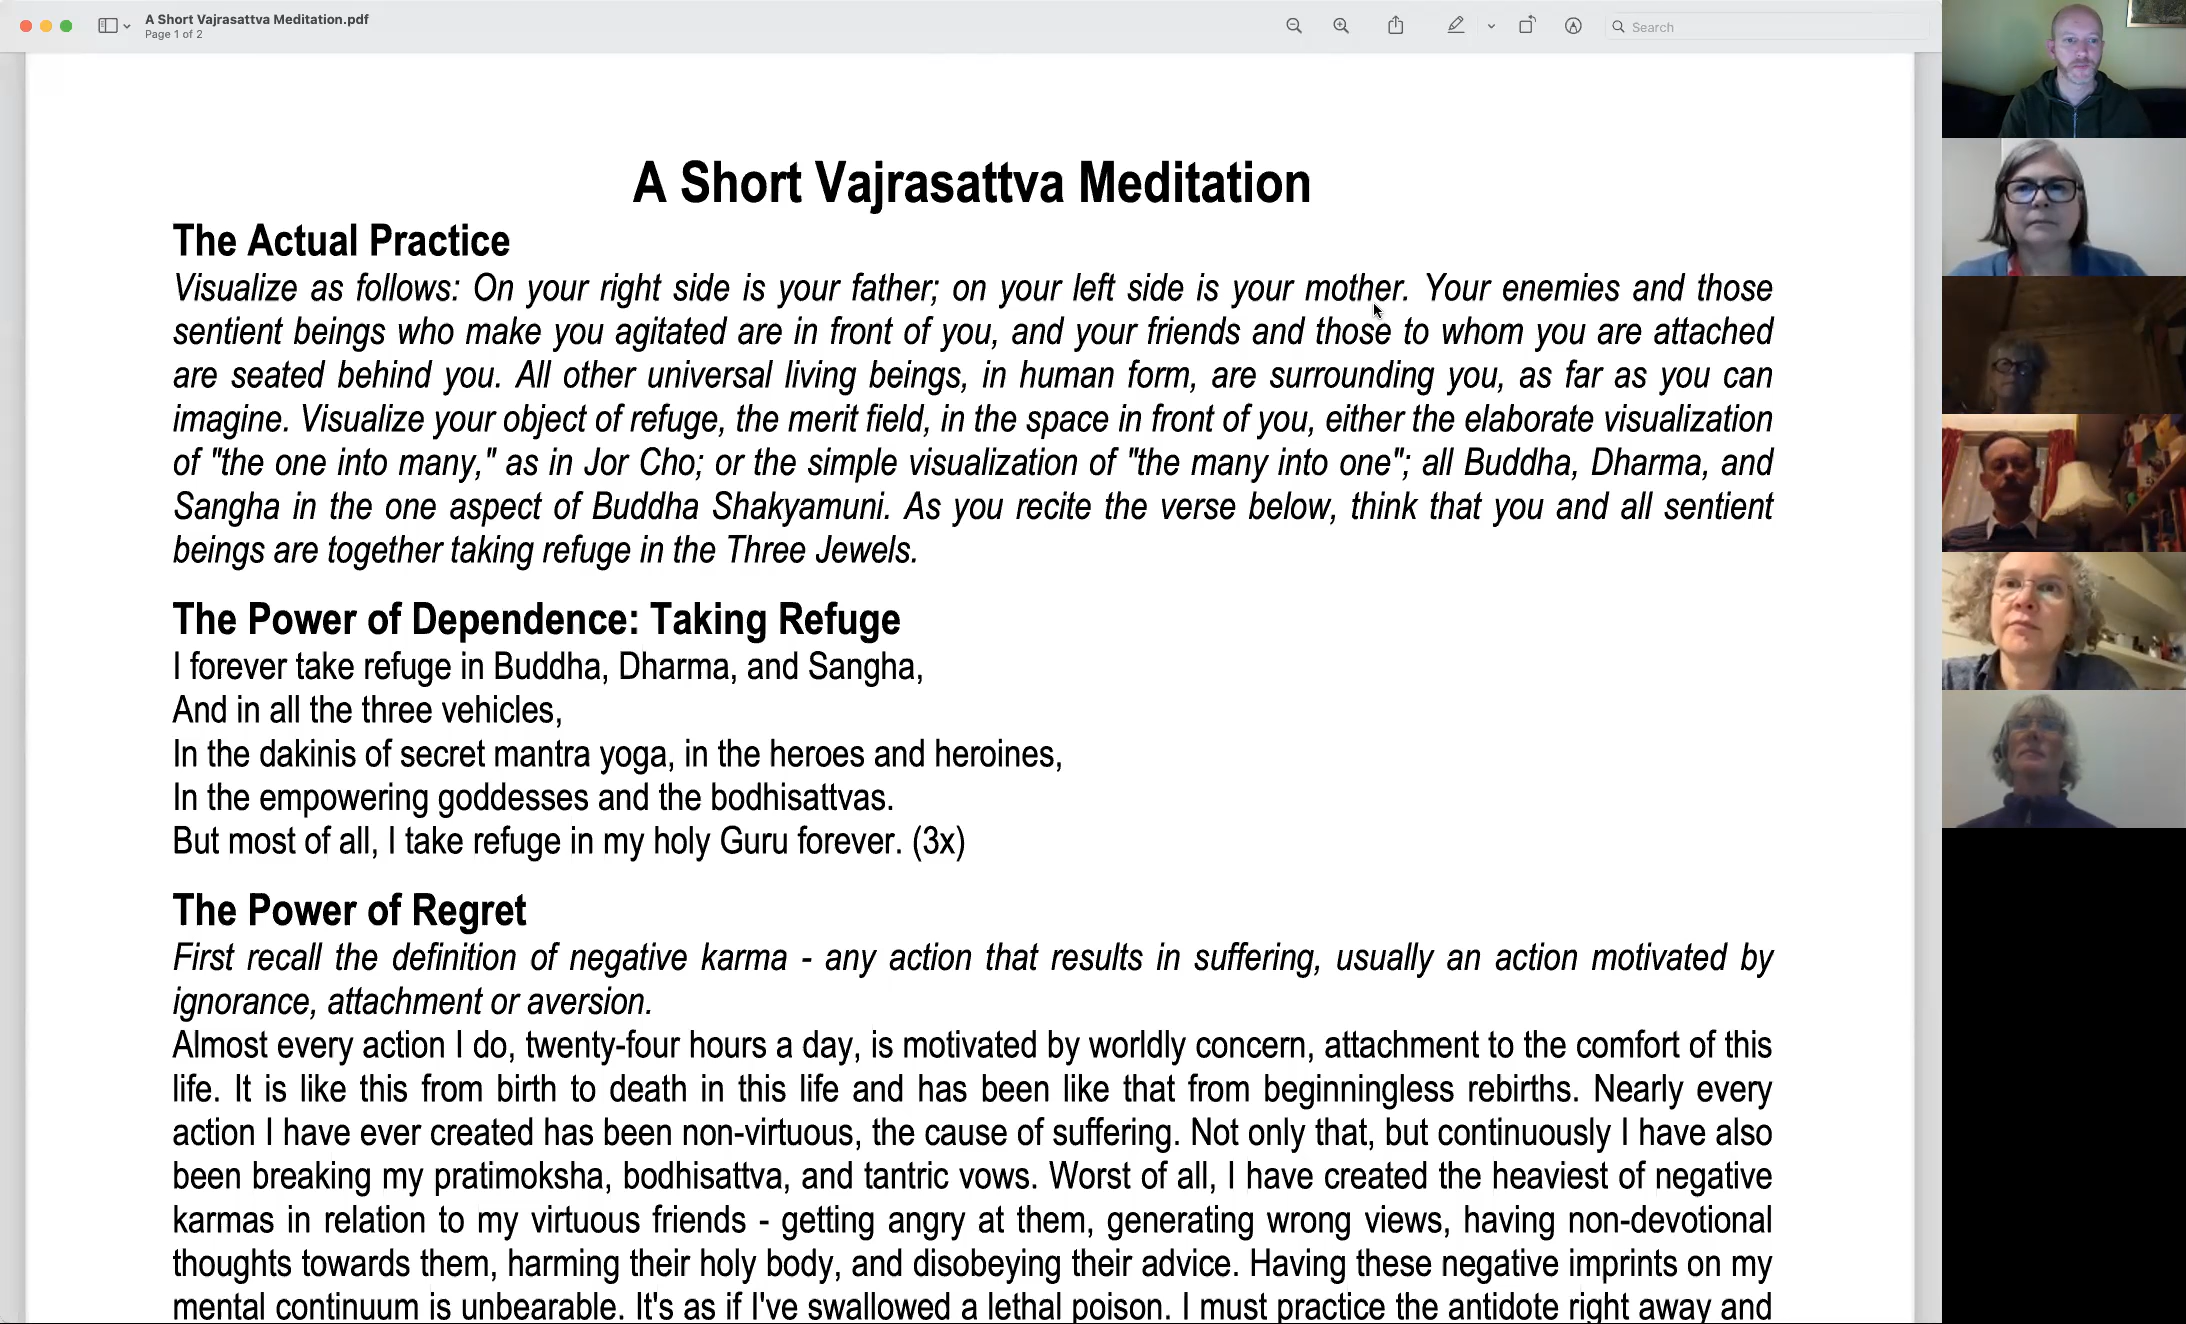 A Short Vajrasattva Meditation.pdf
Page 1 of 2
Search
A Short Vajrasattva Meditation
The Actual Practice
Visualize as follows: On your right side is your father; on your left side is your mother. Your enemies and those
sentient beings who make you agitated are in front of you, and your friends and those to whom you are attached
are seated behind you. All other universal living beings, in human form, are surrounding you, as far as you can
imagine. Visualize your object of refuge, the merit field, in the space in front of you, either the elaborate visualization
of "the one into many," as in Jor Cho; or the simple visualization of "the many into one"; all Buddha, Dharma, and
Sangha in the one aspect of Buddha Shakyamuni. As you recite the verse below, think that you and all sentient
beings are together taking refuge in the Three Jewels.
The Power of Dependence: Taking Refuge
I forever take refuge in Buddha, Dharma, and Sangha,
And in all the three vehicles,
In the dakinis of secret mantra yoga, in the heroes and heroines,
In the empowering goddesses and the bodhisattvas.
But most of all, I take refuge in my holy Guru forever. (3x)
The Power of Regret
First recall the definition of negative karma - any action that results in suffering, usually an action motivated by
ignorance, attachment or aversion.
Almost every action I do, twenty-four hours a day, is motivated by worldly concern, attachment to the comfort of this
life. It is like this from birth to death in this life and has been like that from beginningless rebirths. Nearly every
action I have ever created has been non-virtuous, the cause of suffering. Not only that, but continuously I have also
been breaking my pratimoksha, bodhisattva, and tantric vows. Worst of all, I have created the heaviest of negative
karmas in relation to my virtuous friends - getting angry at them, generating wrong views, having non-devotional
thoughts towards them, harming their holy body, and disobeying their advice. Having these negative imprints on my
mental continuum is unbearable. It's as if I've swallowed a lethal poison. I must practice the antidote right away and